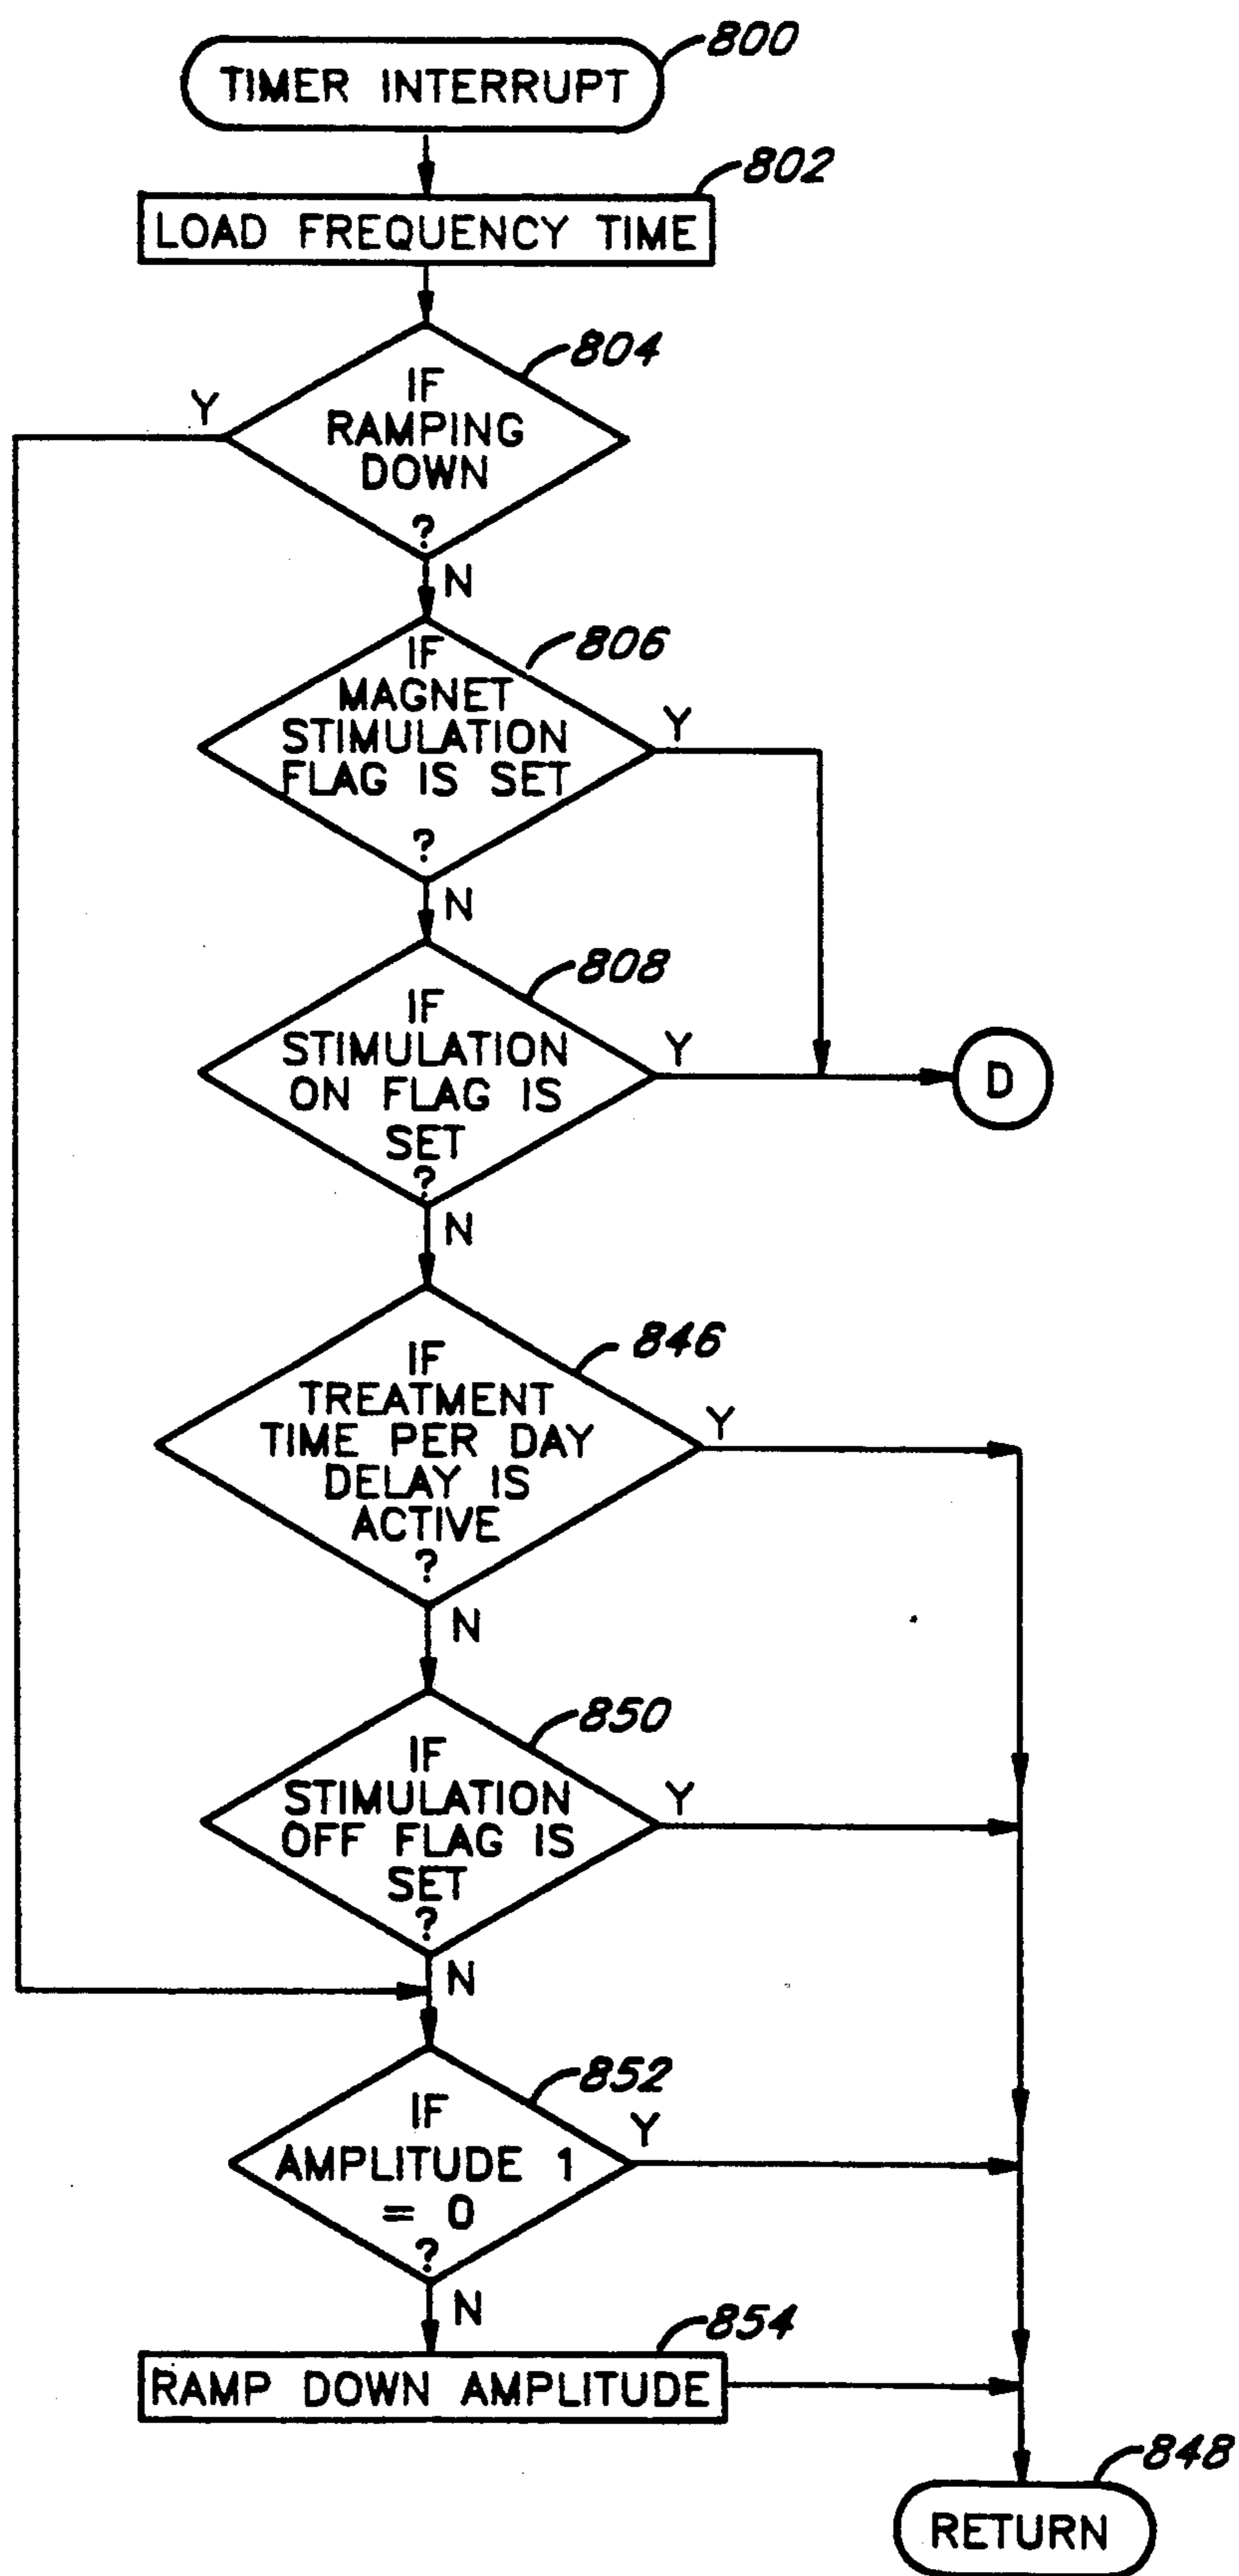 800
TIMER INTERRUPT
802
LOAD FREQUENCY TIME
804
IF
RAMPING
DOWN
?
Y
N
806
IF
MAGNET
STIMULATION
FLAG IS SET
?
Y
N
808
IF
STIMULATION
ON FLAG IS
SET
?
Y
D
N
846
IF
TREATMENT
TIME PER DAY
DELAY IS
ACTIVE
?
Y
N
850
IF
STIMULATION
OFF FLAG IS
SET
?
Y
N
852
IF
AMPLITUDE 1
= 0
?
Y
N
854
RAMP DOWN AMPLITUDE
848
RETURN